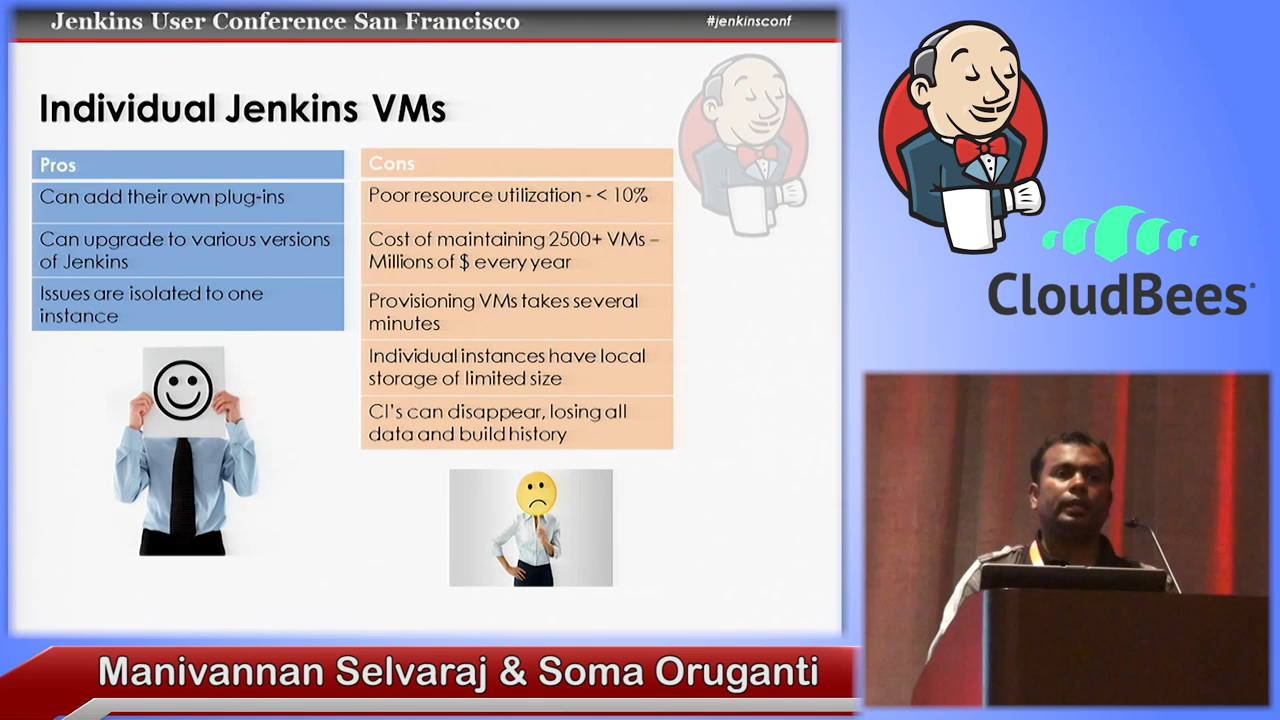 Jenkins User Conference San Francisco
#jenkinsconf
Individual Jenkins VMs
Pros
Can add their own plug-ins
Can upgrade to various versions
of Jenkins
Issues are isolated to one
instance
Cons
Poor resource utilization - < 10%
Cost of maintaining 2500+ VMs –
Millions of $ every year
Provisioning VMs takes several
minutes
Individual instances have local
storage of limited size
CI's can disappear, losing all
data and build history
CloudBees
Manivannan Selvaraj & Soma Oruganti